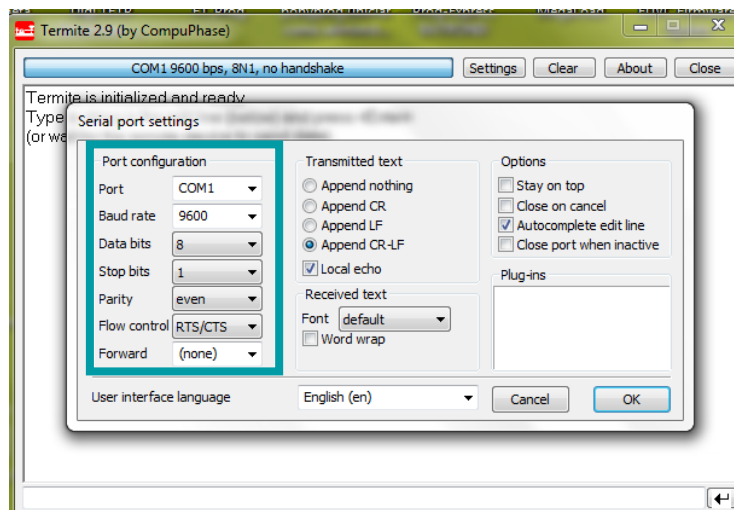 Termite 2.9 (by CompuPhase)
COM1 9600 bps, 8N1, no handshake
Settings
Clear
About
Close
Termite is initialized and ready
Type
(or wa
Serial port settings
Port configuration
Port COM1
Baud rate 9600
Data bits 8
Stop bits 1
Parity even
Flow control RTS/CTS
Forward (none)
Transmitted text
Append nothing
Append CR
Append LF
Append CR-LF
Local echo
Received text
Font default
Word wrap
Options
Stay on top
Close on cancel
Autocomplete edit line
Close port when inactive
Plug-ins
User interface language English (en)
Cancel
OK